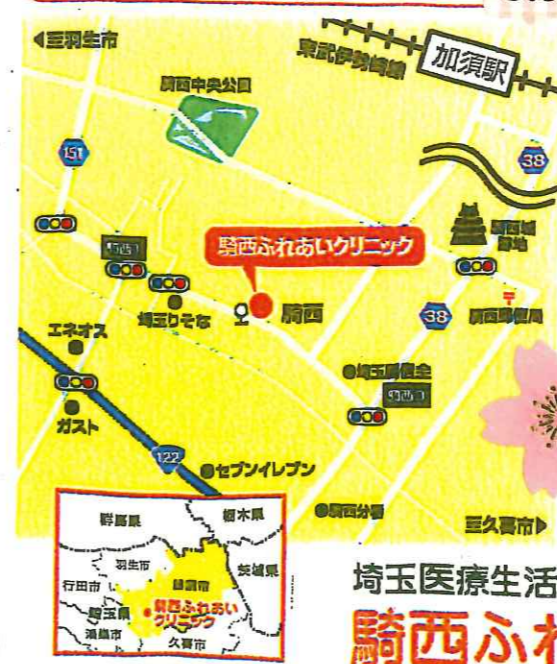 ◀至羽生市
東武伊勢崎線
加須駅
騎西中央公園
151
38
騎西城
跡地
騎西ふれあいクリニック
騎西
38
騎西郵便局
埼玉りそな
エネオス
ガスト
122
セブンイレブン
騎西分署
至久喜市▶
群馬県
栃木県
羽生市
加須市
茨城県
行田市
埼玉県
騎西ふれあい
クリニック
鴻巣市
久喜市
埼玉医療生活
騎西ふれ